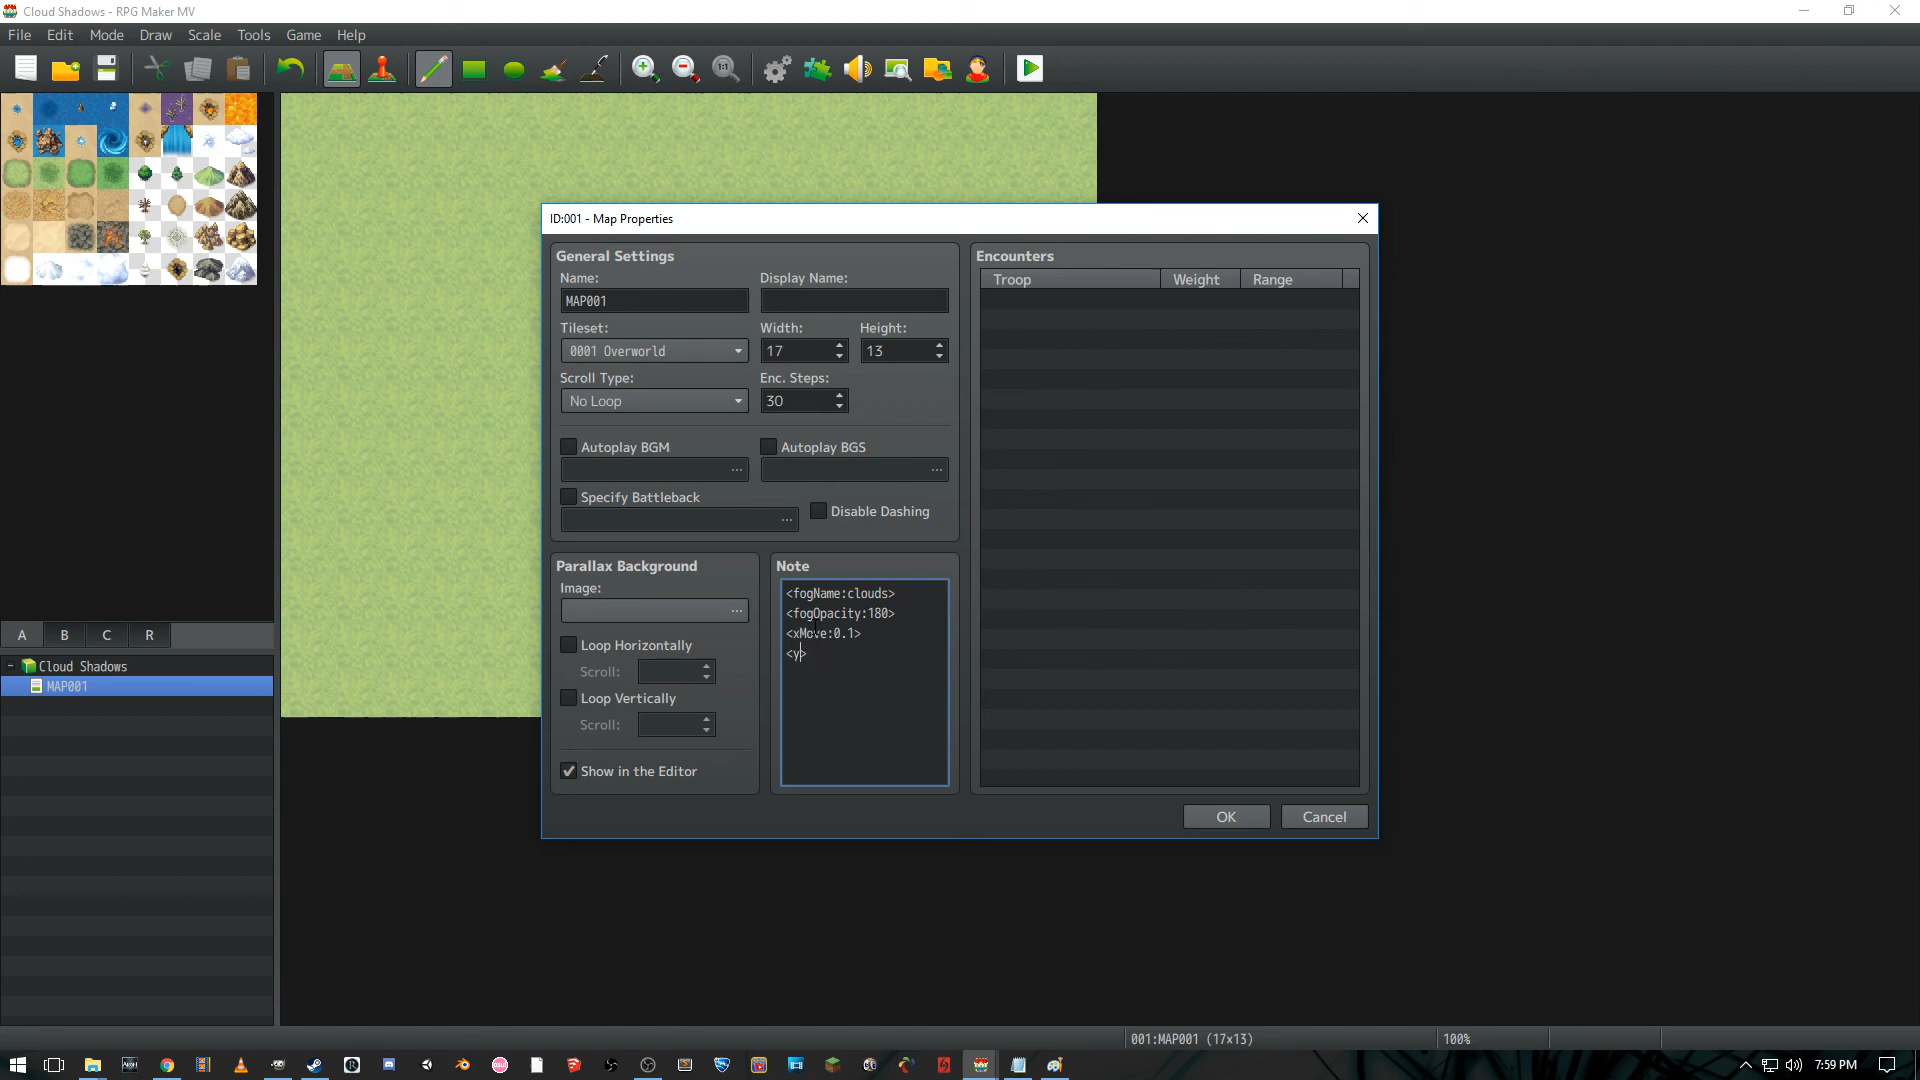 Cloud Shadows - RPG Maker MV
File Edit Mode Draw Scale Tools Game Help
1:1
ID:001 - Map Properties
General Settings
Name:
Display Name:
MAP001
Tileset:
Width:
Height:
0001 Overworld
17
13
Scroll Type:
Enc. Steps:
No Loop
30
Autoplay BGM
Autoplay BGS
...
...
Specify Battleback
...
Disable Dashing
Parallax Background
Image:
...
Loop Horizontally
Scroll:
Loop Vertically
Scroll:
Show in the Editor
Note
<fogName:clouds>
<fogOpacity:180>
<xMove:0.1>
<y>
Encounters
Troop Weight Range
OK Cancel
A B C R
Cloud Shadows
MAP001
001:MAP001 (17x13)
100%
7:59 PM